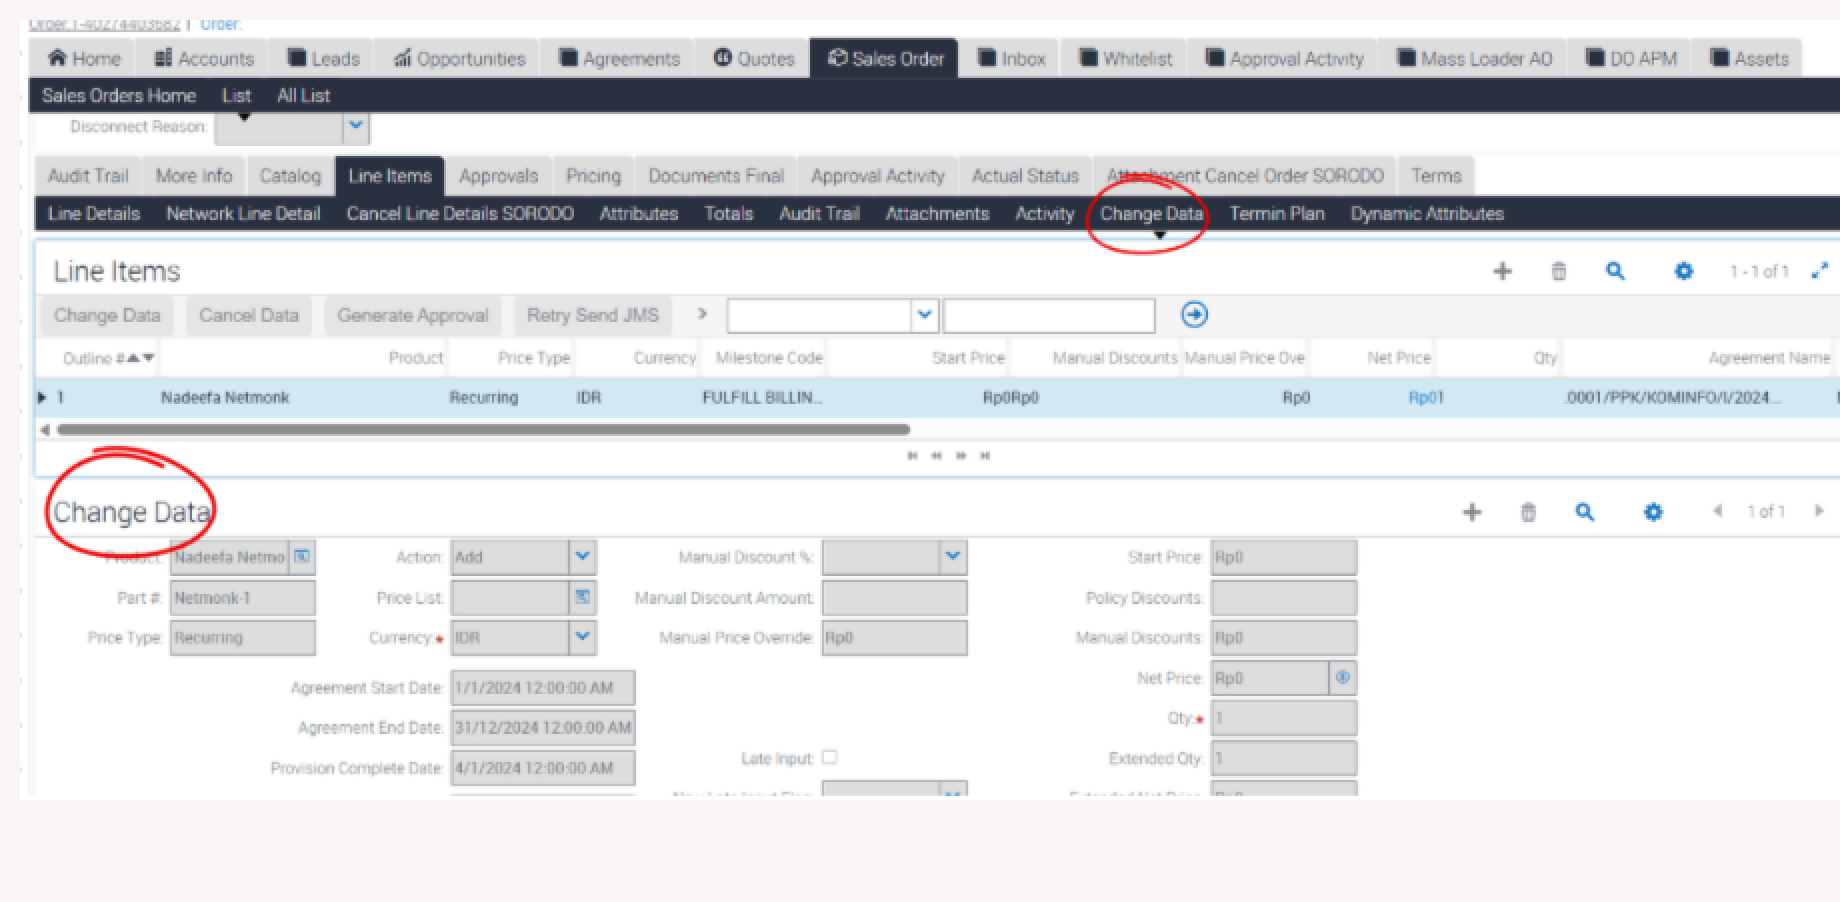 Order:1-40274403682 | Order:
Home Accounts Leads Opportunities Agreements Quotes Sales Order Inbox Whitelist Approval Activity Mass Loader AO DO APM Assets
Sales Orders Home List All List
Disconnect Reason:
Audit Trail More Info Catalog Line Items Approvals Pricing Documents Final Approval Activity Actual Status Attachment Cancel Order SORODO Terms
Line Details Network Line Detail Cancel Line Details SORODO Attributes Totals Audit Trail Attachments Activity Change Data Termin Plan Dynamic Attributes
Line Items 1 - 1 of 1
Change Data Cancel Data Generate Approval Retry Send JMS >
Outline # Product Price Type Currency Milestone Code Start Price Manual Discounts Manual Price Ove Net Price Qty Agreement Name
1 Nadeefa Netmonk Recurring IDR FULFILL BILLIN... Rp0Rp0 Rp0 Rp01 .0001/PPK/KOMINFO/I/2024...
Change Data 1 of 1
Product: Nadeefa Netmo Action: Add Manual Discount %: Start Price: Rp0
Part #: Netmonk-1 Price List: Manual Discount Amount: Policy Discounts:
Price Type: Recurring Currency:* IDR Manual Price Override: Rp0 Manual Discounts: Rp0
Agreement Start Date: 1/1/2024 12:00:00 AM Net Price: Rp0
Agreement End Date: 31/12/2024 12:00:00 AM Qty:* 1
Provision Complete Date: 4/1/2024 12:00:00 AM Late Input: Extended Qty: 1